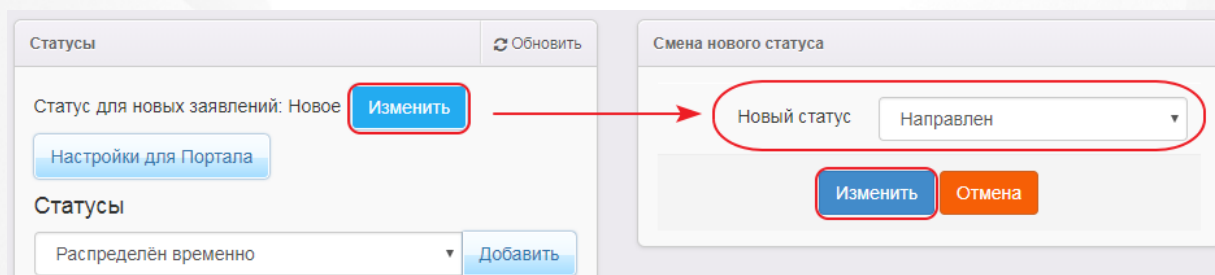 Статусы
Обновить
Статус для новых заявлений: Новое
Изменить
Настройки для Портала
Статусы
Распределён временно
Добавить
Смена нового статуса
Новый статус
Направлен
Изменить
Отмена